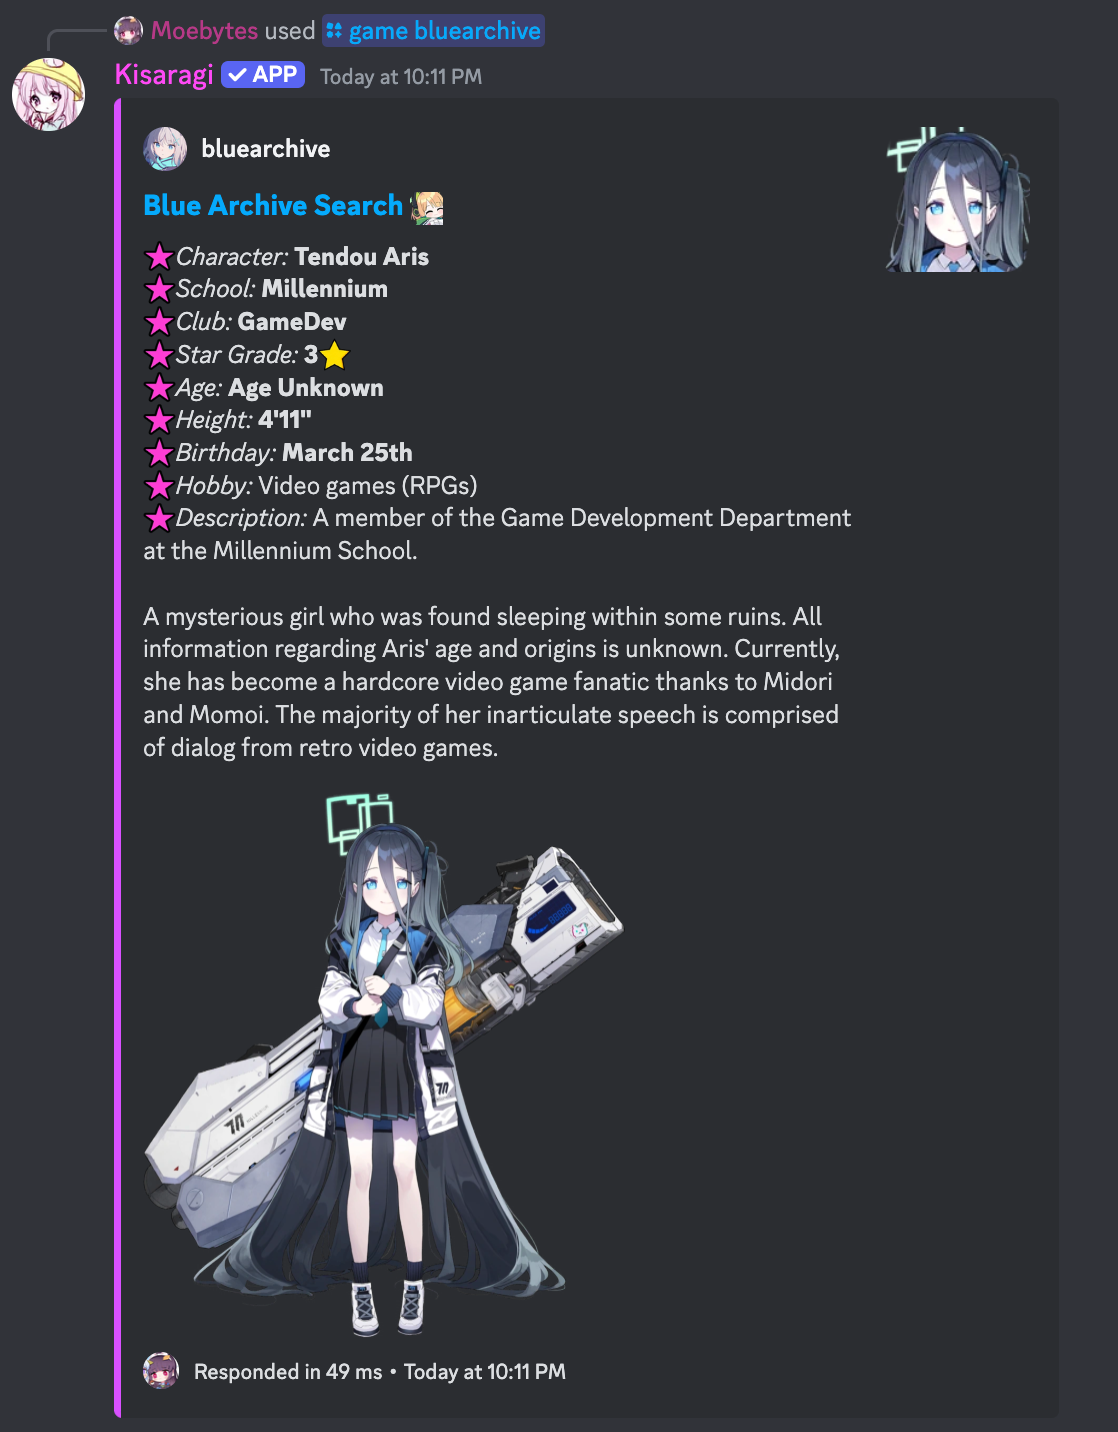 Moebytes used game bluearchive
Kisaragi APP Today at 10:11 PM
bluearchive
Blue Archive Search
Character: Tendou Aris
School: Millennium
Club: GameDev
Star Grade: 3
Age: Age Unknown
Height: 4'11"
Birthday: March 25th
Hobby: Video games (RPGs)
Description: A member of the Game Development Department
at the Millennium School.
A mysterious girl who was found sleeping within some ruins. All
information regarding Aris' age and origins is unknown. Currently,
she has become a hardcore video game fanatic thanks to Midori
and Momoi. The majority of her inarticulate speech is comprised
of dialog from retro video games.
Responded in 49 ms • Today at 10:11 PM